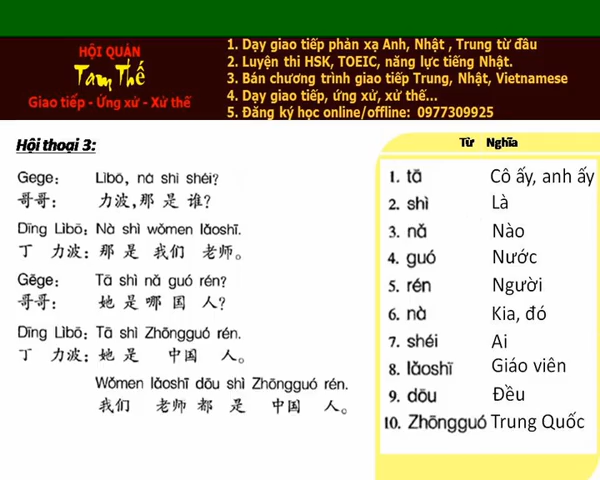 HỘI QUÁN
Tam Thế
Giao tiếp - Ứng xứ - Xử thế
1. Dạy giao tiếp phản xạ Anh, Nhật , Trung từ đầu
2. Luyện thi HSK, TOEIC, năng lực tiếng Nhật.
3. Bán chương trình giao tiếp Trung, Nhật, Vietnamese
4. Dạy giao tiếp, ứng xử, xử thế...
5. Đăng ký học online/offline: 0977309925
Hội thoại 3:
Gege: Lìbō, nà shì shéi?
哥哥: 力波,那是谁?
Dīng Lìbō: Nà shì wǒmen lǎoshī.
丁力波: 那是我们老师。
Gēge: Tā shì nǎ guó rén?
哥哥: 她是哪国人?
Dīng Lìbō: Tā shì Zhōngguó rén.
丁力波: 她是中国人。
Wǒmen lǎoshī dōu shì Zhōngguó rén.
我们老师都是中国人。
Từ Nghĩa
1. tā Cô ấy, anh ấy
2. shì Là
3. nǎ Nào
4. guó Nước
5. rén Người
6. nà Kia, đó
7. shéi Ai
8. lǎoshī Giáo viên
9. dōu Đều
10. Zhōngguó Trung Quốc